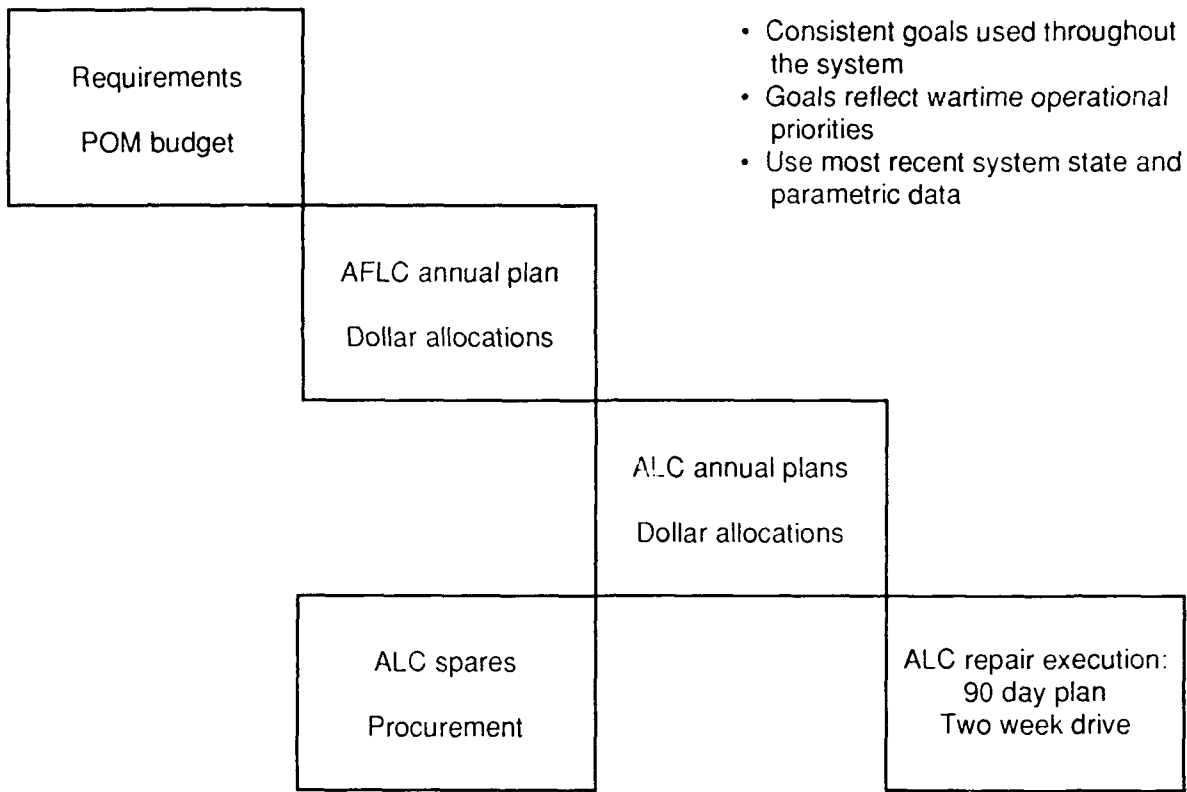 Requirements
POM budget
• Consistent goals used throughout
the system
• Goals reflect wartime operational
priorities
• Use most recent system state and
parametric data
AFLC annual plan
Dollar allocations
ALC annual plans
Dollar allocations
ALC spares
Procurement
ALC repair execution:
90 day plan
Two week drive